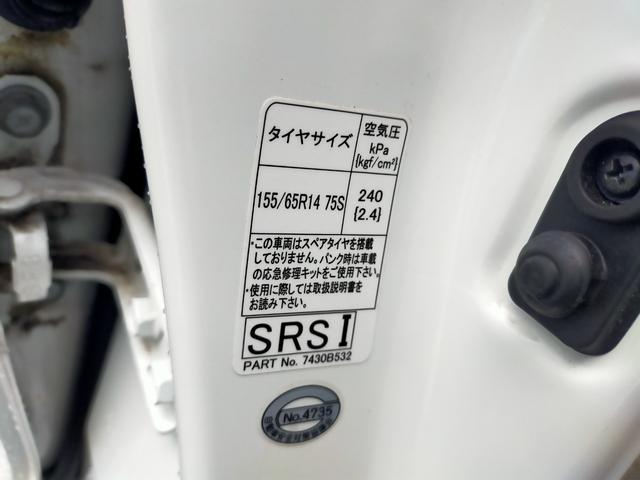 タイヤサイズ
空気圧
kPa
{kgf/cm²}
155/65R14 75S
240
{2.4}
・この車両はスペアタイヤを搭載
しておりません。パンク時は車載
の応急修理キットをご使用下さい。
・使用に際しては取扱説明書を
お読み下さい。
SRS I
PART No. 7430B532
No.4735